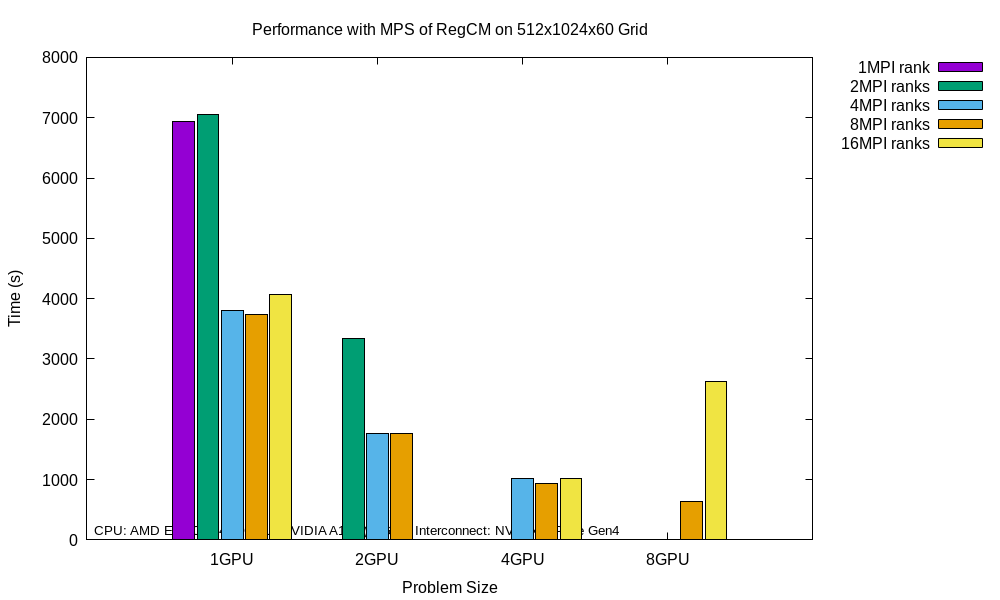 Performance with MPS of RegCM on 512x1024x60 Grid
8000
7000
6000
5000
4000
3000
2000
1000
0
Time (s)
1MPI rank
2MPI ranks
4MPI ranks
8MPI ranks
16MPI ranks
CPU: AMD Interconnect: Gen4
1GPU
2GPU
4GPU
8GPU
Problem Size